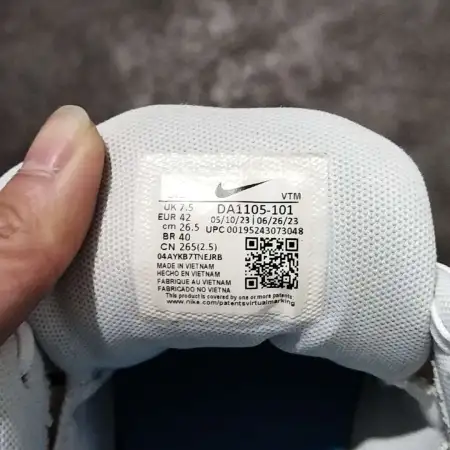 VTM
UK 7.5 DA1105-101
EUR 42 05/10/23 | 06/26/23
cm 26.5 UPC 00195243073048
BR 40
CN 265(2.5)
04AYKB7TNEJRB
MADE IN VIETNAM
HECHO EN VIETNAM
FABRIQUE AU VIETNAM
FABRICADO NO VIETNA
This product is covered by one or more patents
www.nike.com/patentsvirtualmarking